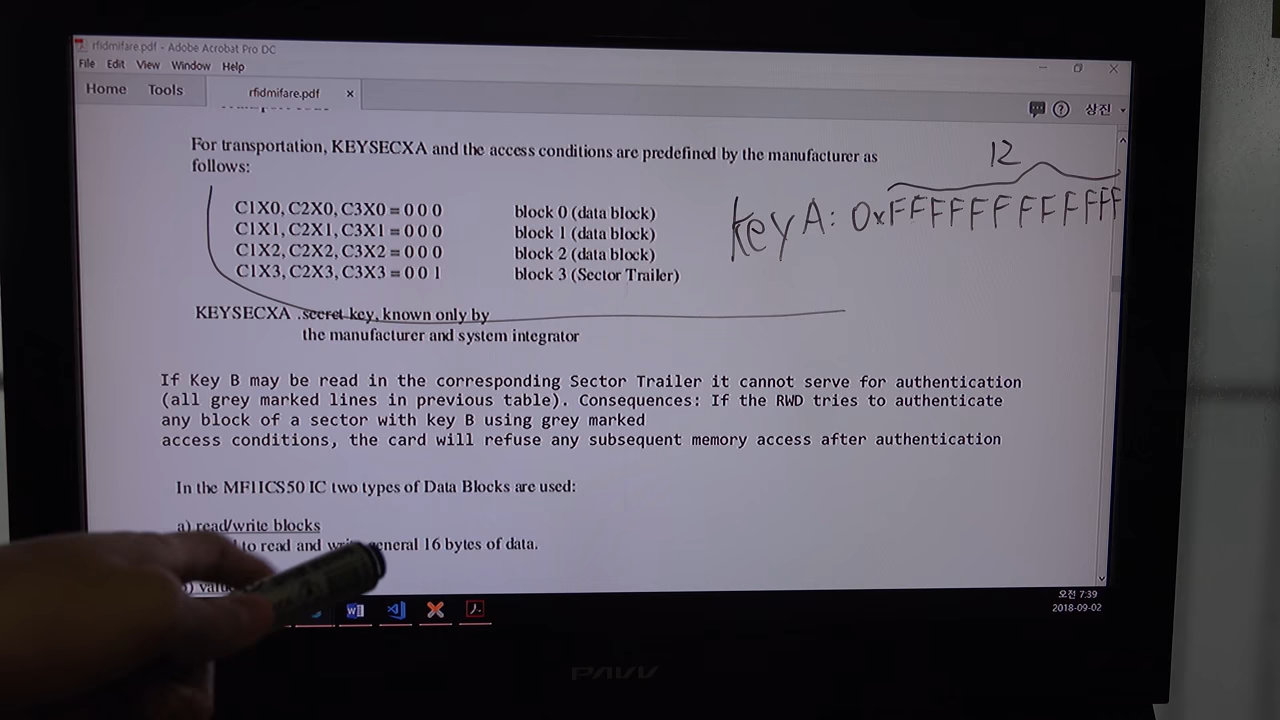 rfidmifare.pdf - Adobe Acrobat Pro DC
File Edit View Window Help
Home Tools rfidmifare.pdf × 상진
For transportation, KEYSECXA and the access conditions are predefined by the manufacturer as
follows:
C1X0, C2X0, C3X0 = 0 0 0 block 0 (data block)
C1X1, C2X1, C3X1 = 0 0 0 block 1 (data block)
C1X2, C2X2, C3X2 = 0 0 0 block 2 (data block)
C1X3, C2X3, C3X3 = 0 0 1 block 3 (Sector Trailer)
12
KeyA: 0xFFFFFFFFFFFF
KEYSECXA .secret key, known only by
the manufacturer and system integrator
If Key B may be read in the corresponding Sector Trailer it cannot serve for authentication
(all grey marked lines in previous table). Consequences: If the RWD tries to authenticate
any block of a sector with key B using grey marked
access conditions, the card will refuse any subsequent memory access after authentication
In the MF1ICS50 IC two types of Data Blocks are used:
a) read/write blocks
to read and write general 16 bytes of data.
오전 7:39
2018-09-02
PAVV